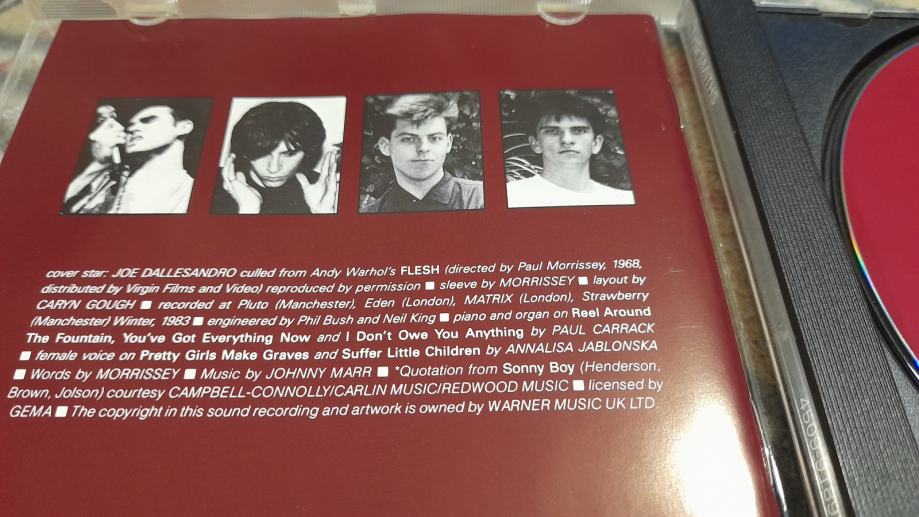 cover star: JOE DALLESANDRO culled from Andy Warhol's FLESH (directed by Paul Morrissey, 1968,
distributed by Virgin Films and Video) reproduced by permission ■ sleeve by MORRISSEY ■ layout by
CARYN GOUGH ■ recorded at Pluto (Manchester), Eden (London), MATRIX (London), Strawberry
(Manchester) Winter, 1983 ■ engineered by Phil Bush and Neil King ■ piano and organ on Reel Around
The Fountain, You've Got Everything Now and I Don't Owe You Anything by PAUL CARRACK
■ female voice on Pretty Girls Make Graves and Suffer Little Children by ANNALISA JABLONSKA
■ Words by MORRISSEY ■ Music by JOHNNY MARR ■ *Quotation from Sonny Boy (Henderson,
Brown, Jolson) courtesy CAMPBELL-CONNOLLY/CARLIN MUSIC/REDWOOD MUSIC ■ licensed by
GEMA ■ The copyright in this sound recording and artwork is owned by WARNER MUSIC UK LTD.